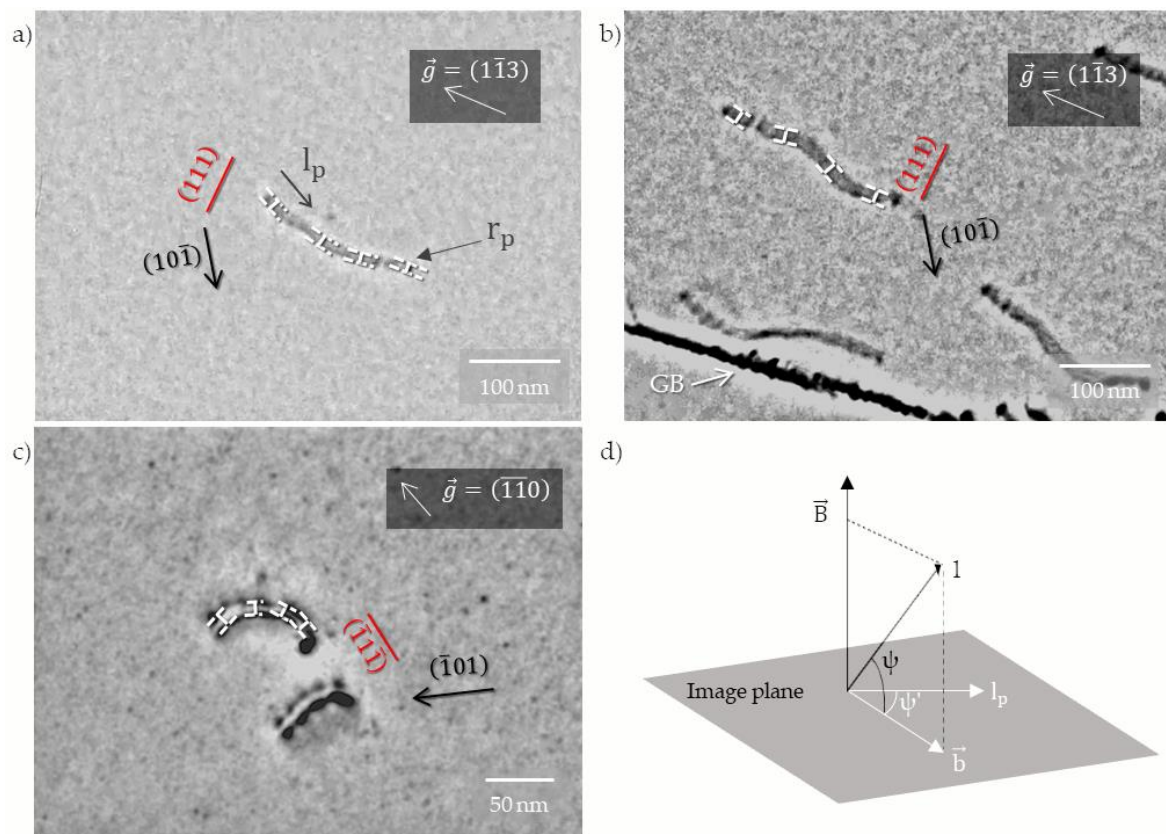 a)
g⃗ = (11̅3)
(111)
l_p
r_p
(101̅)
100 nm
b)
g⃗ = (11̅3)
(111)
(101̅)
GB
100 nm
c)
g⃗ = (1̅1̅0)
(1̅11̅)
(1̅01)
50 nm
d)
B⃗
l
ψ
Image plane
ψ'
l_p
b⃗